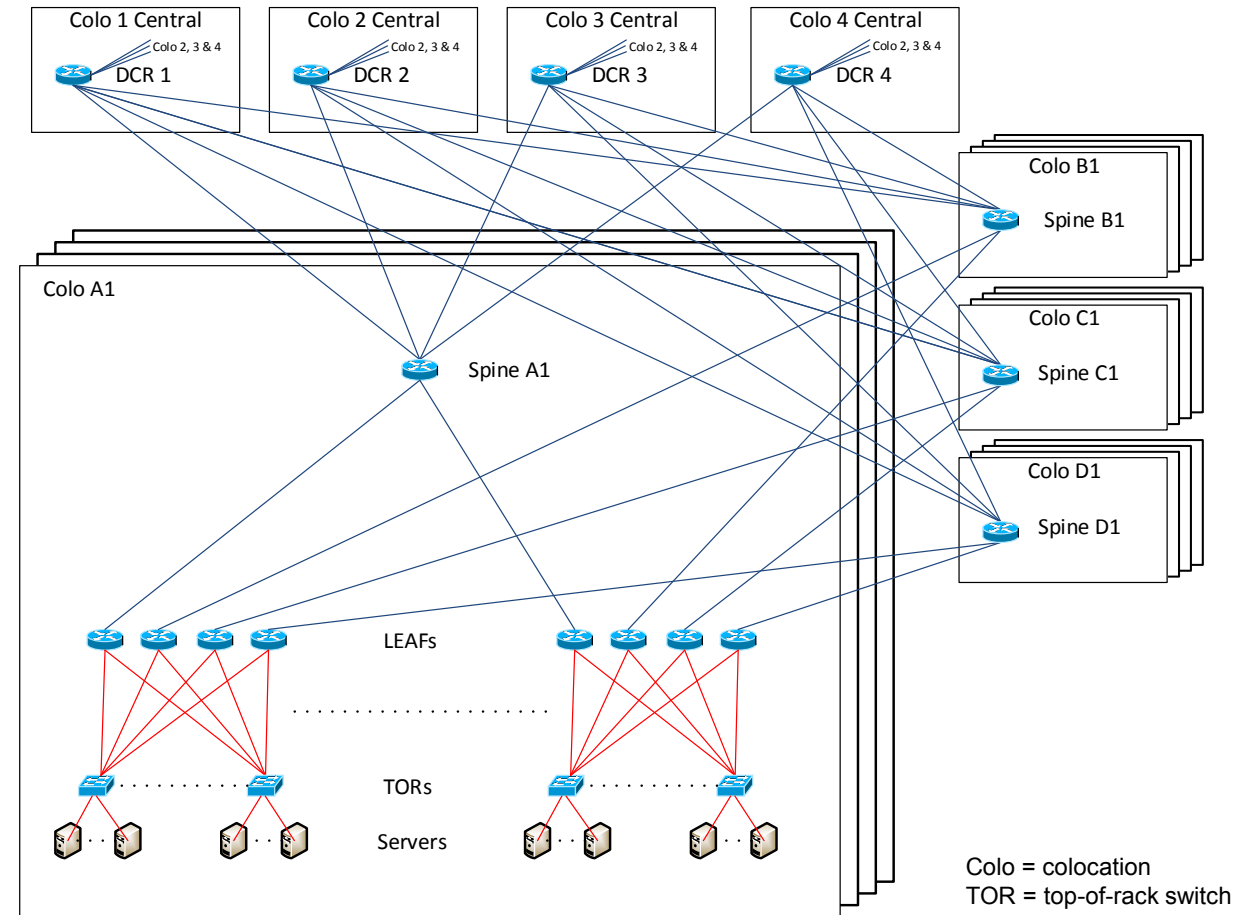 Colo 1 Central
Colo 2, 3 & 4
DCR 1
Colo 2 Central
Colo 2, 3 & 4
DCR 2
Colo 3 Central
Colo 2, 3 & 4
DCR 3
Colo 4 Central
Colo 2, 3 & 4
DCR 4
Colo B1
Spine B1
Colo A1
Spine A1
Colo C1
Spine C1
Colo D1
Spine D1
LEAFs
TORs
Servers
Colo = colocation
TOR = top-of-rack switch